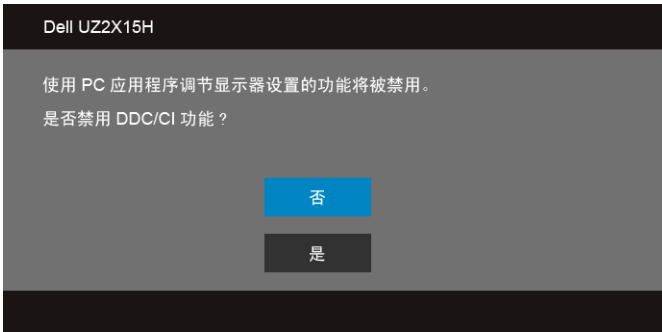 Dell UZ2X15H
使用 PC 应用程序调节显示器设置的功能将被禁用。
是否禁用 DDC/CI 功能？
否
是